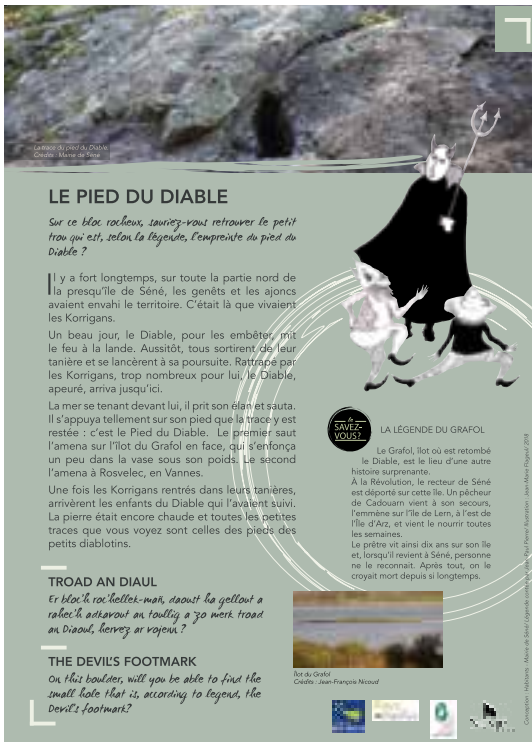 La trace du pied du Diable
Crédits : Mairie de Séné
LE PIED DU DIABLE
Sur ce bloc rocheux, sauriez-vous retrouver le petit
trou qui est, selon la légende, l'empreinte du pied du
Diable ?
Il y a fort longtemps, sur toute la partie nord de
la presqu'île de Séné, les genêts et les ajoncs
avaient envahi le territoire. C'était là que vivaient
les Korrigans.
Un beau jour, le Diable, pour les embêter, mit
le feu à la lande. Aussitôt, tous sortirent de leur
tanière et se lancèrent à sa poursuite. Rattrapé par
les Korrigans, trop nombreux pour lui, le Diable,
apeuré, arriva jusqu'ici.
La mer se tenant devant lui, il prit son élan et sauta.
Il s'appuya tellement sur son pied que la trace y est
restée : c'est le Pied du Diable. Le premier saut
l'amena sur l'îlot du Grafol en face, qui s'enfonça
un peu dans la vase sous son poids. Le second
l'amena à Rosvelec, en Vannes.
Une fois les Korrigans rentrés dans leurs tanières,
arrivèrent les enfants du Diable qui l'avaient suivi.
La pierre était encore chaude et toutes les petites
traces que vous voyez sont celles des pieds des
petits diablotins.
TROAD AN DIAUL
Er bloc'h roc'hellek-mañ, daoust ha gellout a
rahec'h adkavout an toullig a zo merk troad
an Diaoul, hervez ar vojenn ?
THE DEVIL'S FOOTMARK
On this boulder, will you be able to find the
small hole that is, according to legend, the
Devil's footmark?
le
SAVEZ-
VOUS ?
LA LÉGENDE DU GRAFOL
Le Grafol, îlot où est retombé
le Diable, est le lieu d'une autre
histoire surprenante.
À la Révolution, le recteur de Séné
est déporté sur cette île. Un pêcheur
de Cadouarn vient à son secours,
l'emmène sur l'île de Lern, à l'est de
l'île d'Arz, et vient le nourrir toutes
les semaines.
Le prêtre vit ainsi dix ans sur son île
et, lorsqu'il revient à Séné, personne
ne le reconnait. Après tout, on le
croyait mort depuis si longtemps.
Îlot du Grafol
Crédits : Jean-François Nicoud